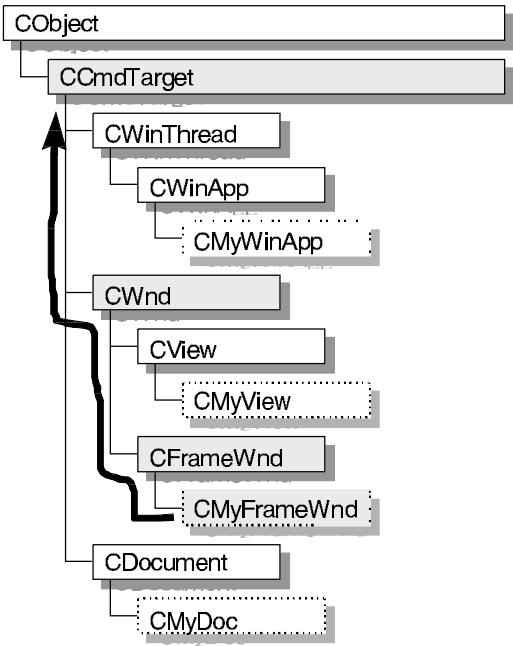 CObject
CCmdTarget
CWinThread
CWinApp
CMyWinApp
CWnd
CView
CMyView
CFrameWnd
CMyFrameWnd
CDocument
CMyDoc